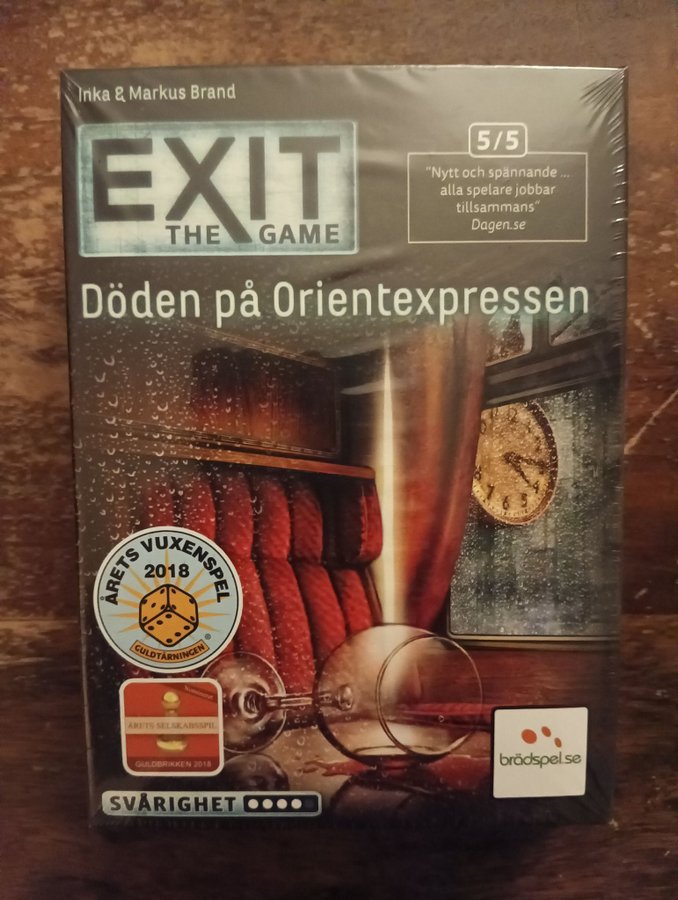 Inka & Markus Brand
EXIT
THE GAME
5/5
"Nytt och spännande ...
alla spelare jobbar
tillsammans"
Dagen.se
Döden på Orientexpressen
ÅRETS VUXENSPEL
2018
GULDTÄRNINGEN
®
Nomineret
ÅRETS SELSKABSSPIL
GULDBRIKKEN 2018
brädspel.se
SVÅRIGHET